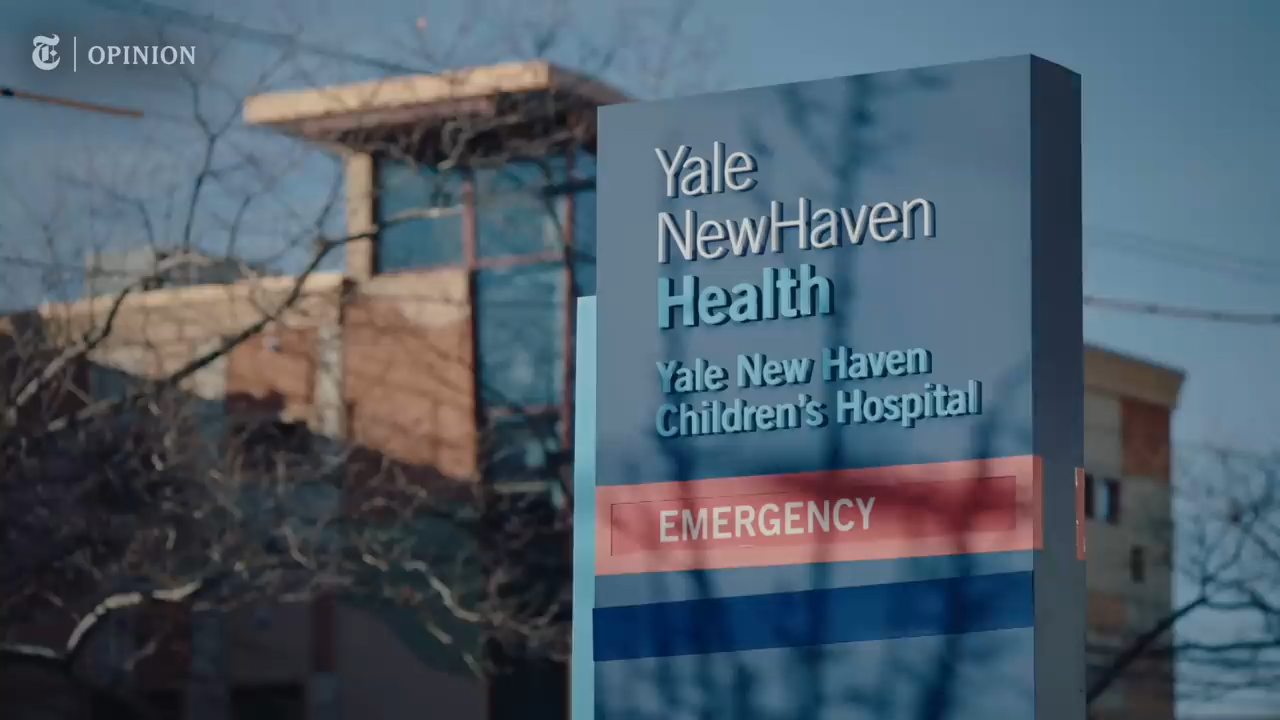 OPINION
Yale
NewHaven
Health
Yale New Haven
Children's Hospital
EMERGENCY